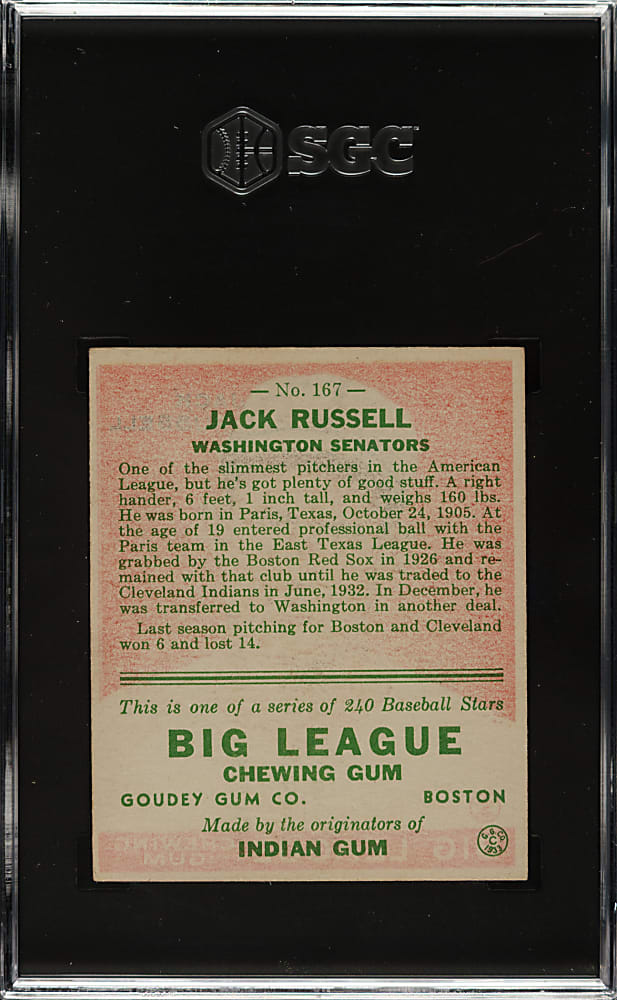 SGC
— No. 167 —
JACK RUSSELL
WASHINGTON SENATORS
One of the slimmest pitchers in the American
League, but he's got plenty of good stuff. A right
hander, 6 feet, 1 inch tall, and weighs 160 lbs.
He was born in Paris, Texas, October 24, 1905. At
the age of 19 entered professional ball with the
Paris team in the East Texas League. He was
grabbed by the Boston Red Sox in 1926 and re-
mained with that club until he was traded to the
Cleveland Indians in June, 1932. In December, he
was transferred to Washington in another deal.
Last season pitching for Boston and Cleveland
won 6 and lost 14.
This is one of a series of 240 Baseball Stars
BIG LEAGUE
CHEWING GUM
GOUDEY GUM CO. BOSTON
Made by the originators of
INDIAN GUM
G. G. CO.
C
1933